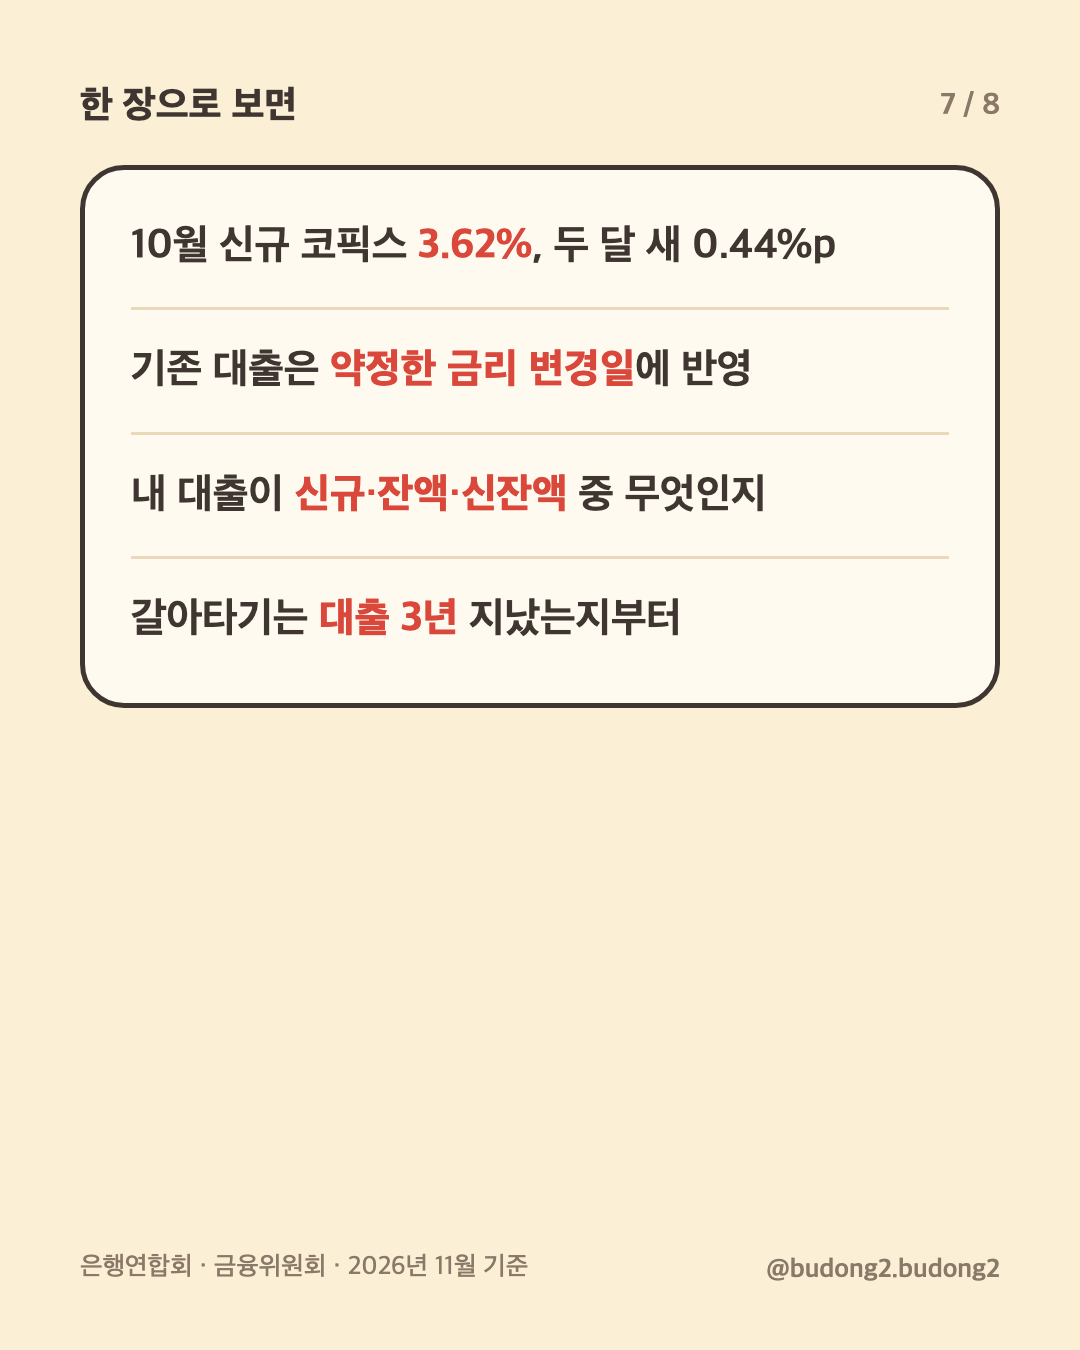 한 장으로 보면
7 / 8
10월 신규 코픽스 3.62%, 두 달 새 0.44%p
기존 대출은 약정한 금리 변경일에 반영
내 대출이 신규·잔액·신잔액 중 무엇인지
갈아타기는 대출 3년 지났는지부터
은행연합회 · 금융위원회 · 2026년 11월 기준
@budong2.budong2